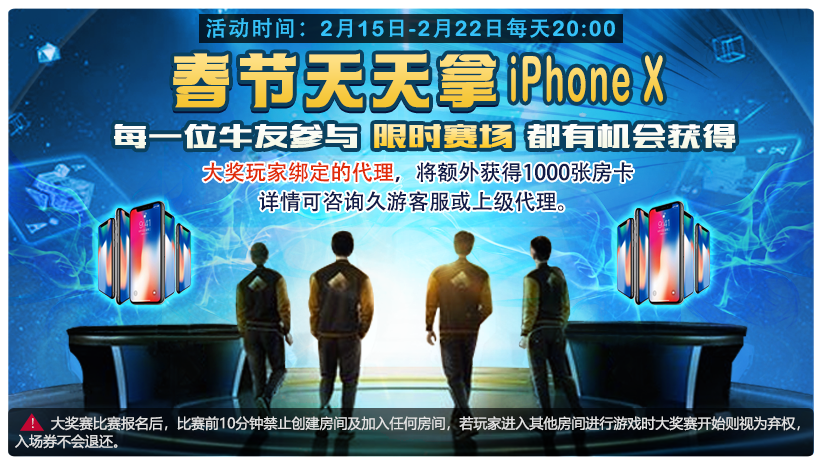 活动时间：2月15日-2月22日每天20:00
春节天天拿iPhone X
每一位牛友参与 限时赛场 都有机会获得
大奖玩家绑定的代理，将额外获得1000张房卡
详情可咨询久游客服或上级代理。
大奖赛比赛报名后，比赛前10分钟禁止创建房间及加入任何房间，若玩家进入其他房间进行游戏时大奖赛开始则视为弃权，
入场券不会退还。